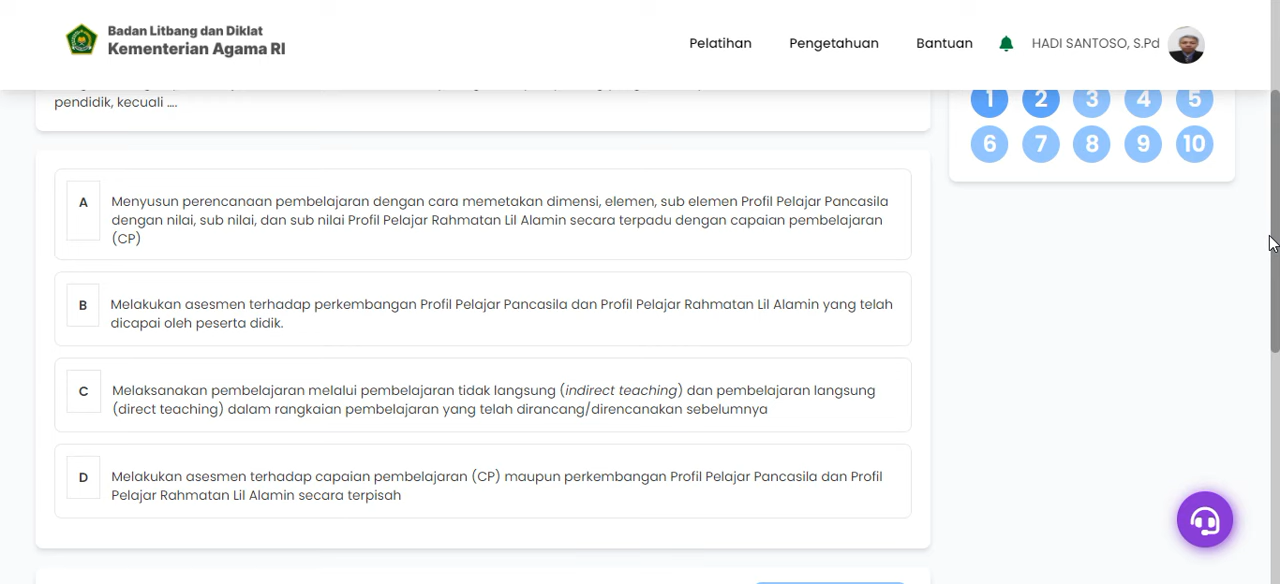 Badan Litbang dan Diklat
Kementerian Agama RI
Pelatihan
Pengetahuan
Bantuan
HADI SANTOSO, S.Pd
pendidik, kecuali ....
A
Menyusun perencanaan pembelajaran dengan cara memetakan dimensi, elemen, sub elemen Profil Pelajar Pancasila
dengan nilai, sub nilai, dan sub nilai Profil Pelajar Rahmatan Lil Alamin secara terpadu dengan capaian pembelajaran
(CP)
B
Melakukan asesmen terhadap perkembangan Profil Pelajar Pancasila dan Profil Pelajar Rahmatan Lil Alamin yang telah
dicapai oleh peserta didik.
C
Melaksanakan pembelajaran melalui pembelajaran tidak langsung (indirect teaching) dan pembelajaran langsung
(direct teaching) dalam rangkaian pembelajaran yang telah dirancang/direncanakan sebelumnya
D
Melakukan asesmen terhadap capaian pembelajaran (CP) maupun perkembangan Profil Pelajar Pancasila dan Profil
Pelajar Rahmatan Lil Alamin secara terpisah
1 2 3 4 5
6 7 8 9 10